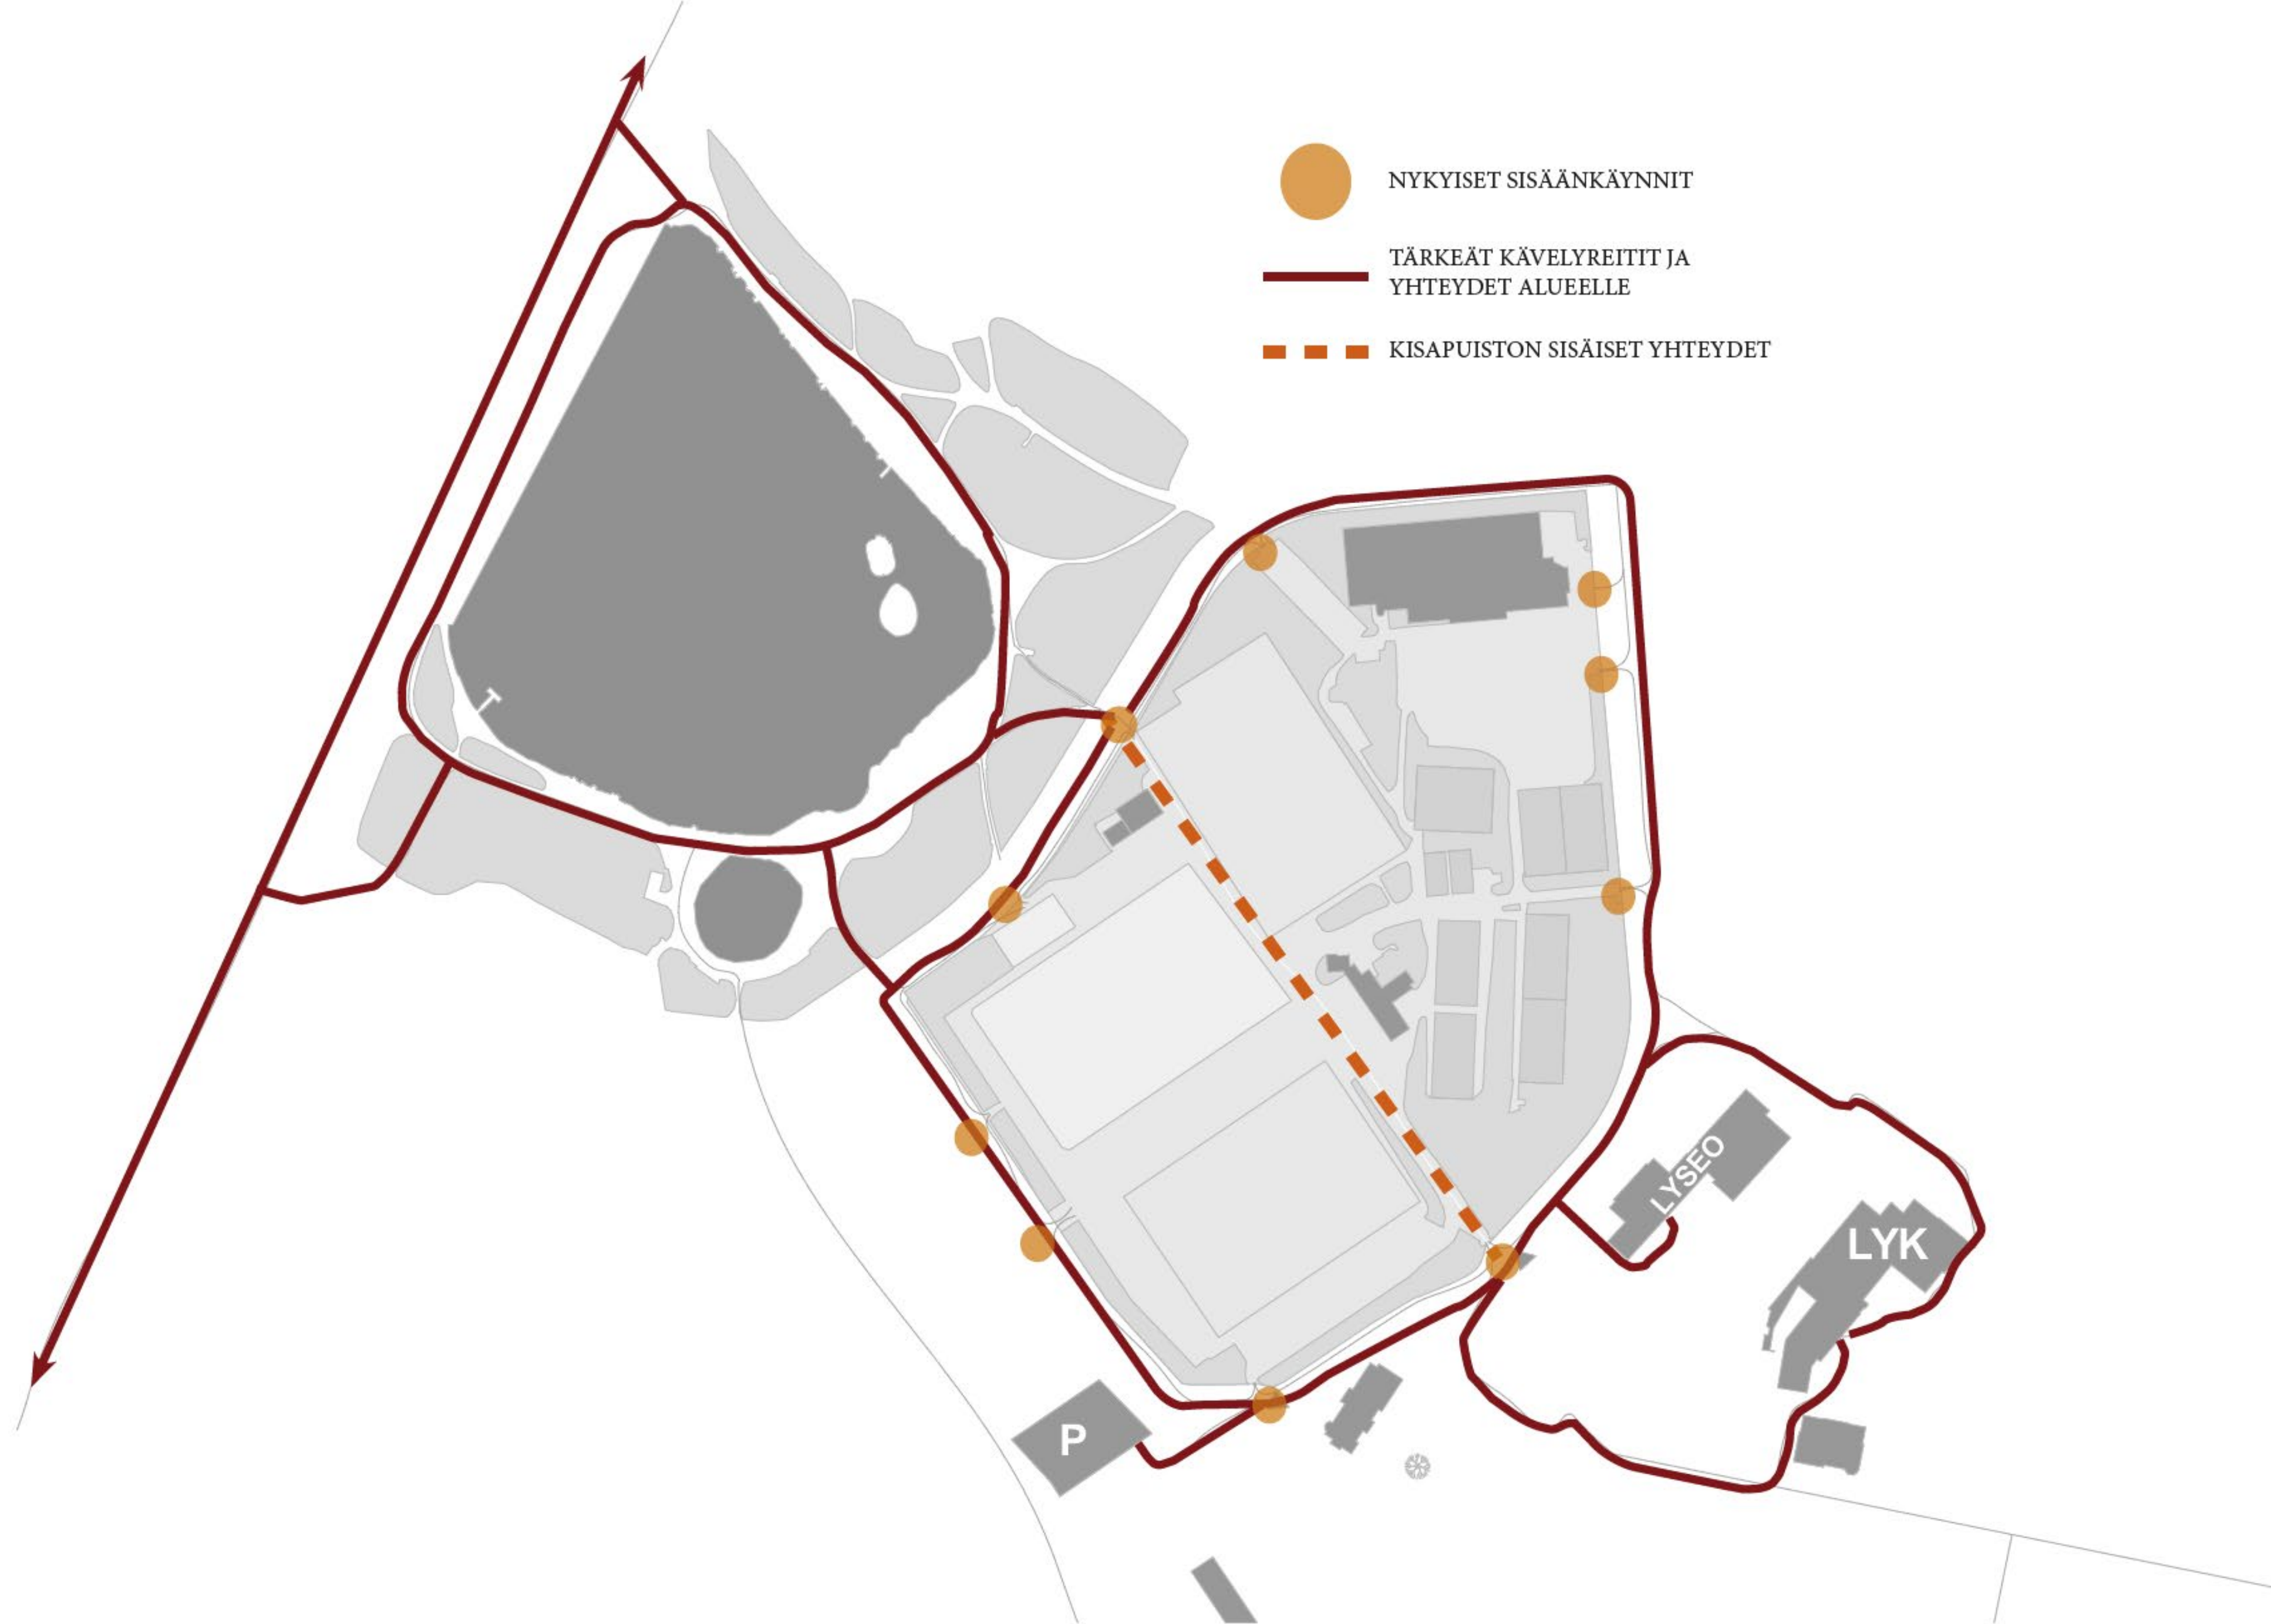 NYKYISET SISÄÄNKÄYNNIT
TÄRKEÄT KÄVELYREITIT JA
YHTEYDET ALUEELLE
KISAPUISTON SISÄISET YHTEYDET
LYSEO
LYK
P